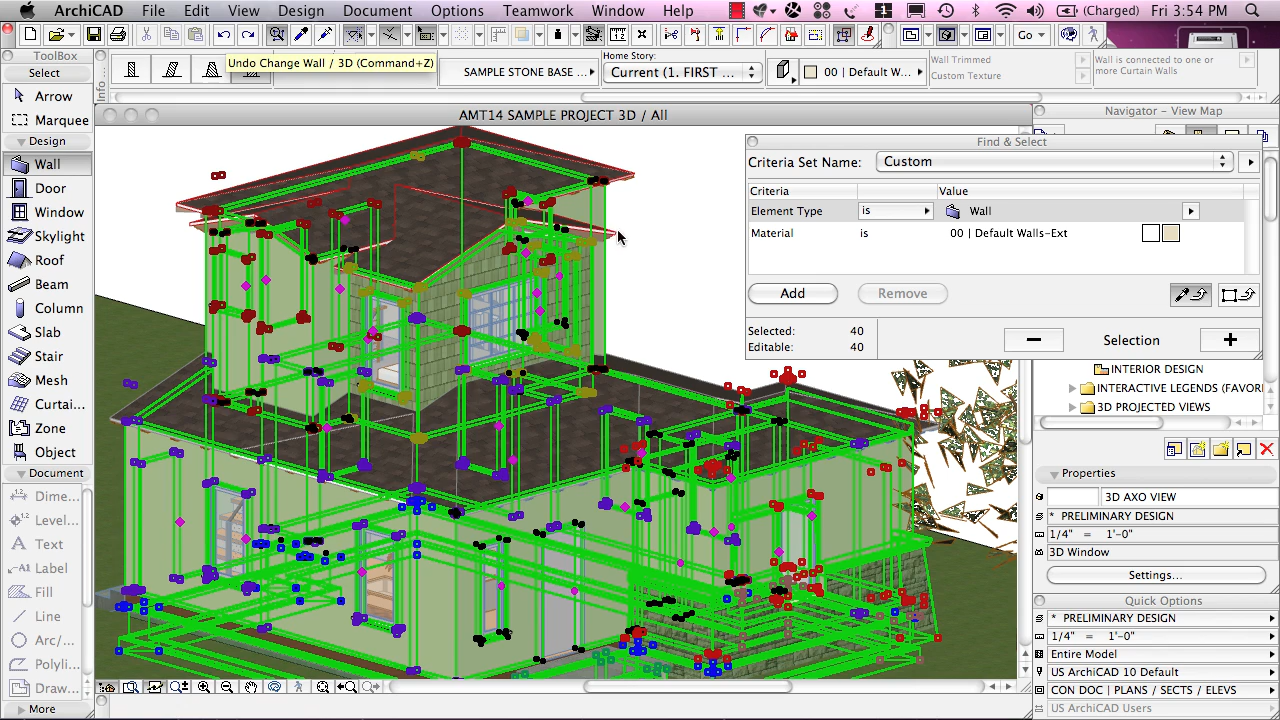 ArchiCAD File Edit View Design Document Options Teamwork Window Help 1 (Charged) Fri 3:54 PM
Go
Undo Change Wall / 3D (Command+Z)
ToolBox
Select
Arrow
Marquee
Design
Wall
Door
Window
Skylight
Roof
Beam
Column
Slab
Stair
Mesh
Curtai...
Zone
Object
Document
Dime...
Level...
Text
Label
Fill
Line
Arc/...
Polyli...
Draw...
More
Info
SAMPLE STONE BASE ...
Home Story:
Current (1. FIRST ...
00 | Default W...
Wall Trimmed
Custom Texture
Wall is connected to one or
more Curtain Walls
AMT14 SAMPLE PROJECT 3D / All
Navigator - View Map
Find & Select
Criteria Set Name: Custom
Criteria Value
Element Type is Wall
Material is 00 | Default Walls-Ext
Add Remove
Selected: 40
Editable: 40
Selection
INTERIOR DESIGN
INTERACTIVE LEGENDS (FAVOR
3D PROJECTED VIEWS
Properties
3D AXO VIEW
* PRELIMINARY DESIGN
1/4" = 1'-0"
3D Window
Settings...
Quick Options
* PRELIMINARY DESIGN
1/4" = 1'-0"
Entire Model
US ArchiCAD 10 Default
CON DOC | PLANS / SECTS / ELEVS
US ArchiCAD Users